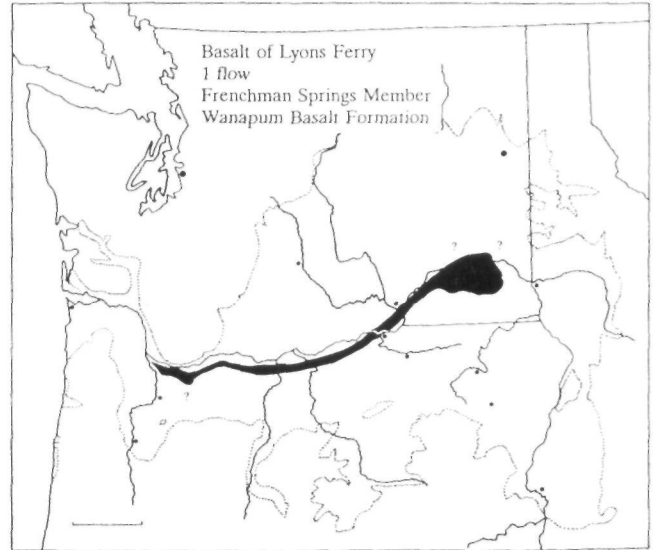 Basalt of Lyons Ferry
1 flow
Frenchman Springs Member
Wanapum Basalt Formation
? ?
?